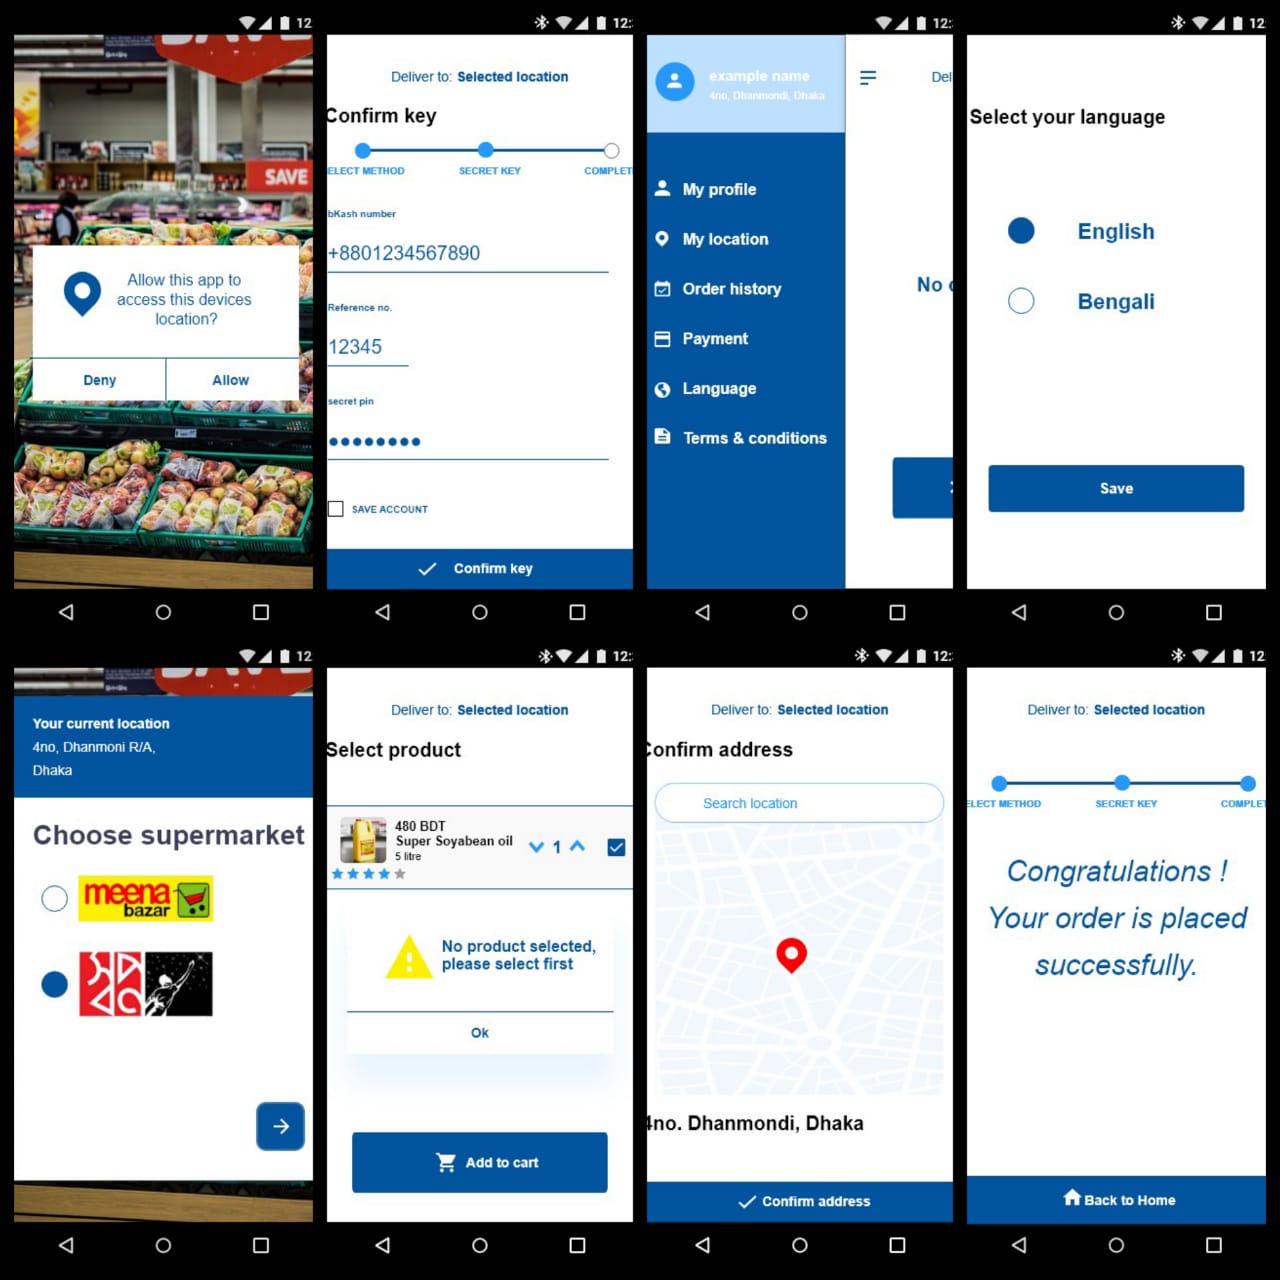 12
SAVE
SAVE
Allow this app to
access this devices
location?
Deny
Allow
12:
Deliver to: Selected location
Confirm key
ELECT METHOD
SECRET KEY
COMPLET
bKash number
+8801234567890
Reference no.
12345
secret pin
SAVE ACCOUNT
Confirm key
12:
example name
4no, Dhanmondi, Dhaka
Del
My profile
My location
Order history
Payment
Language
Terms & conditions
No
12
Select your language
English
Bengali
Save
12
Your current location
4no, Dhanmoni R/A,
Dhaka
Choose supermarket
meena
bazar
স্বপ্ন
12:
Deliver to: Selected location
Select product
480 BDT
Super Soyabean oil
5 litre
1
No product selected,
please select first
Ok
Add to cart
12:
Deliver to: Selected location
Confirm address
Search location
4no. Dhanmondi, Dhaka
Confirm address
12
Deliver to: Selected location
ELECT METHOD
SECRET KEY
COMPLET
Congratulations !
Your order is placed
successfully.
Back to Home